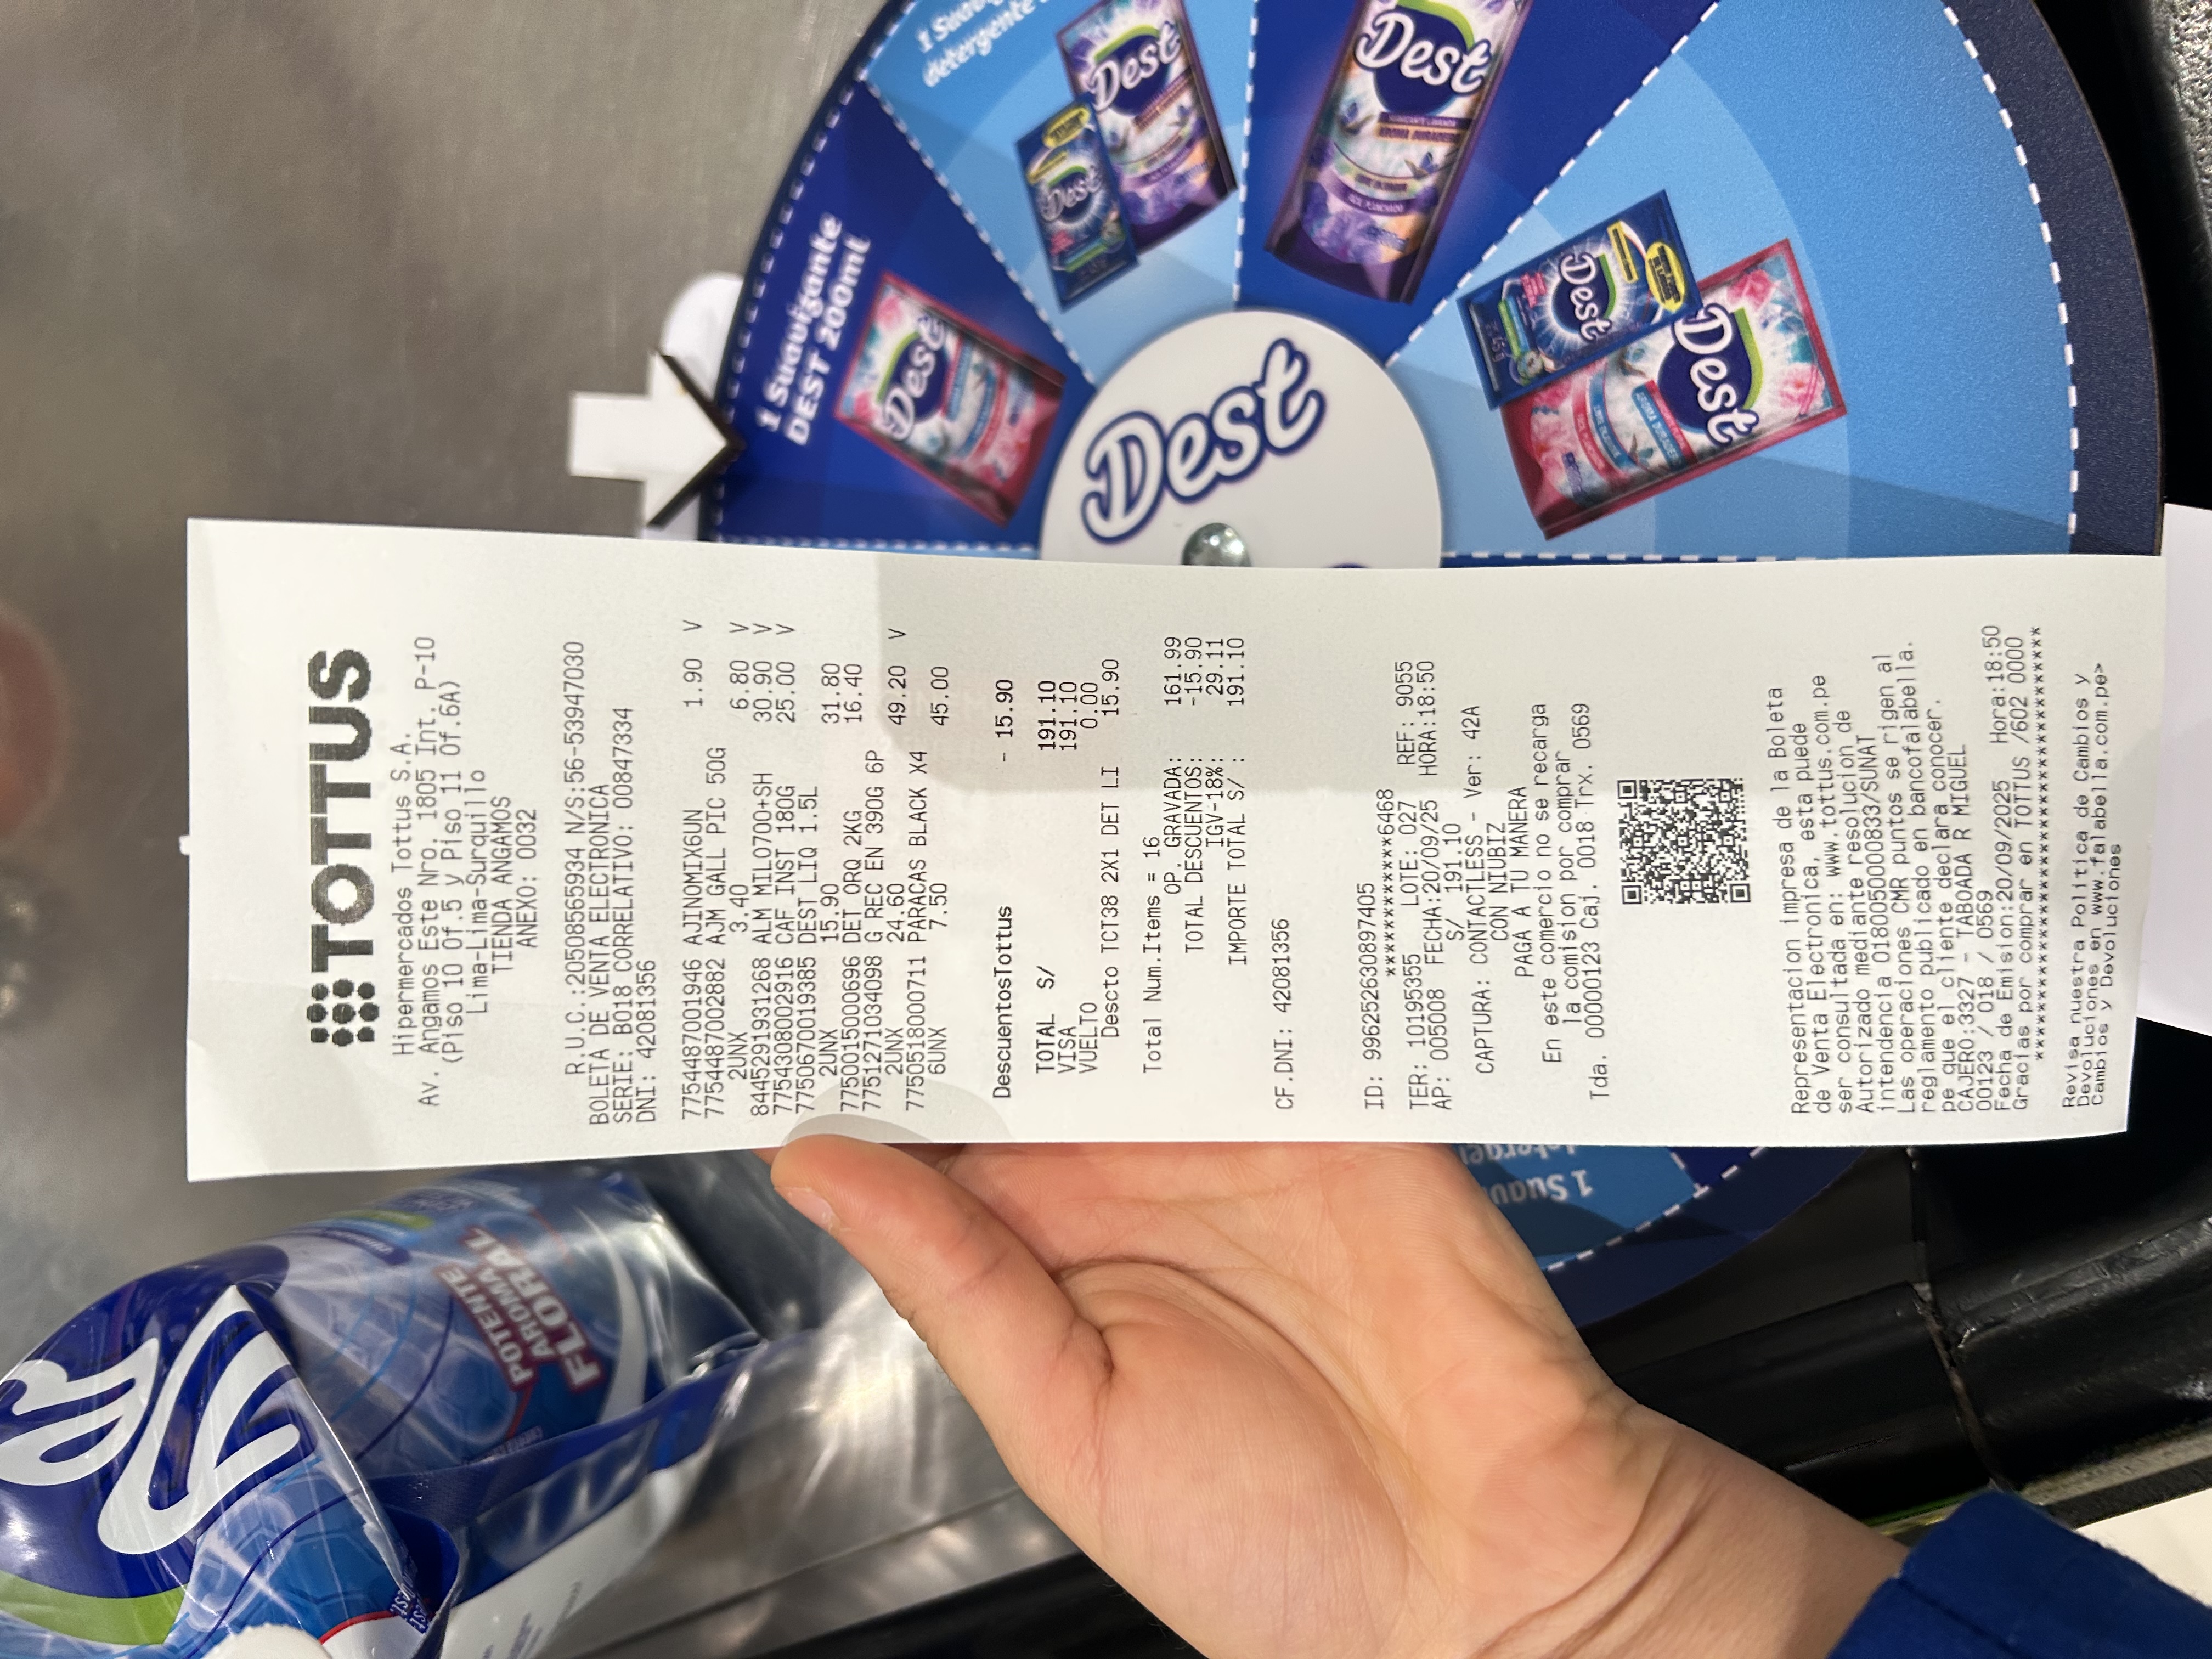 POTENTE
AROMA
FLORAL
TOTTUS
Hipermercados Tottus S.A.
Av. Angamos Este Nro. 1805 Int. P-10
(Piso 10 Of.5 y Piso 11 Of.6A)
Lima-Lima-Surquillo
TIENDA ANGAMOS
ANEXO: 0032
R.U.C.:20508565934 N/S:56-53947030
BOLETA DE VENTA ELECTRONICA
SERIE: B018 CORRELATIVO: 00847334
DNI: 42081356
7754487001946 AJINOMIX6UN 1.90 V
7754487002882 AJM GALL PIC 50G
2UNX 3.40 6.80 V
8445291931268 ALM MILO700+SH 30.90 V
7754308002916 CAF INST 180G 25.00 V
7750670019385 DEST LIQ 1.5L
2UNX 15.90 31.80
7750015000696 DET ORQ 2KG 16.40
7751271034098 G REC EN 390G 6P
2UNX 24.60 49.20 V
7750518000711 PARACAS BLACK X4
6UNX 7.50 45.00
DescuentosTottus - 15.90
TOTAL S/ 191.10
VISA 191.10
VUELTO 0.00
Descto TCT38 2X1 DET LI 15.90
Total Num.Items = 16
OP. GRAVADA: 161.99
TOTAL DESCUENTOS: -15.90
IGV-18%: 29.11
IMPORTE TOTAL S/ : 191.10
CF.DNI: 42081356
ID: 996252630897405
************6468
TER: 10195355 LOTE: 027 REF: 9055
AP: 005008 FECHA:20/09/25 HORA:18:50
S/ 191.10
CAPTURA: CONTACTLESS - Ver: 42A
CON NIUBIZ
PAGA A TU MANERA
En este comercio no se recarga
la comision por comprar
Tda. 00000123 Caj. 0018 Trx. 0569
Representacion impresa de la Boleta
de Venta Electronica, esta puede
ser consultada en: www.tottus.com.pe
Autorizado mediante resolucion de
intendencia 0180050000833/SUNAT
Las operaciones CMR puntos se rigen al
reglamento publicado en bancofalabella.
pe que el cliente declara conocer.
CAJERO:3327 - TABOADA R MIGUEL
00123 / 018 / 0569
Fecha de Emision:20/09/2025 Hora:18:50
Gracias por comprar en TOTTUS /602 0000
************************************
Revisa nuestra Politica de Cambios y
Devoluciones en www.falabella.com.pe>
Cambios y Devoluciones
1 Suavizante
DEST 200ml
Dest
detergente
Dest
Dest
Dest
Dest
Dest
Dest